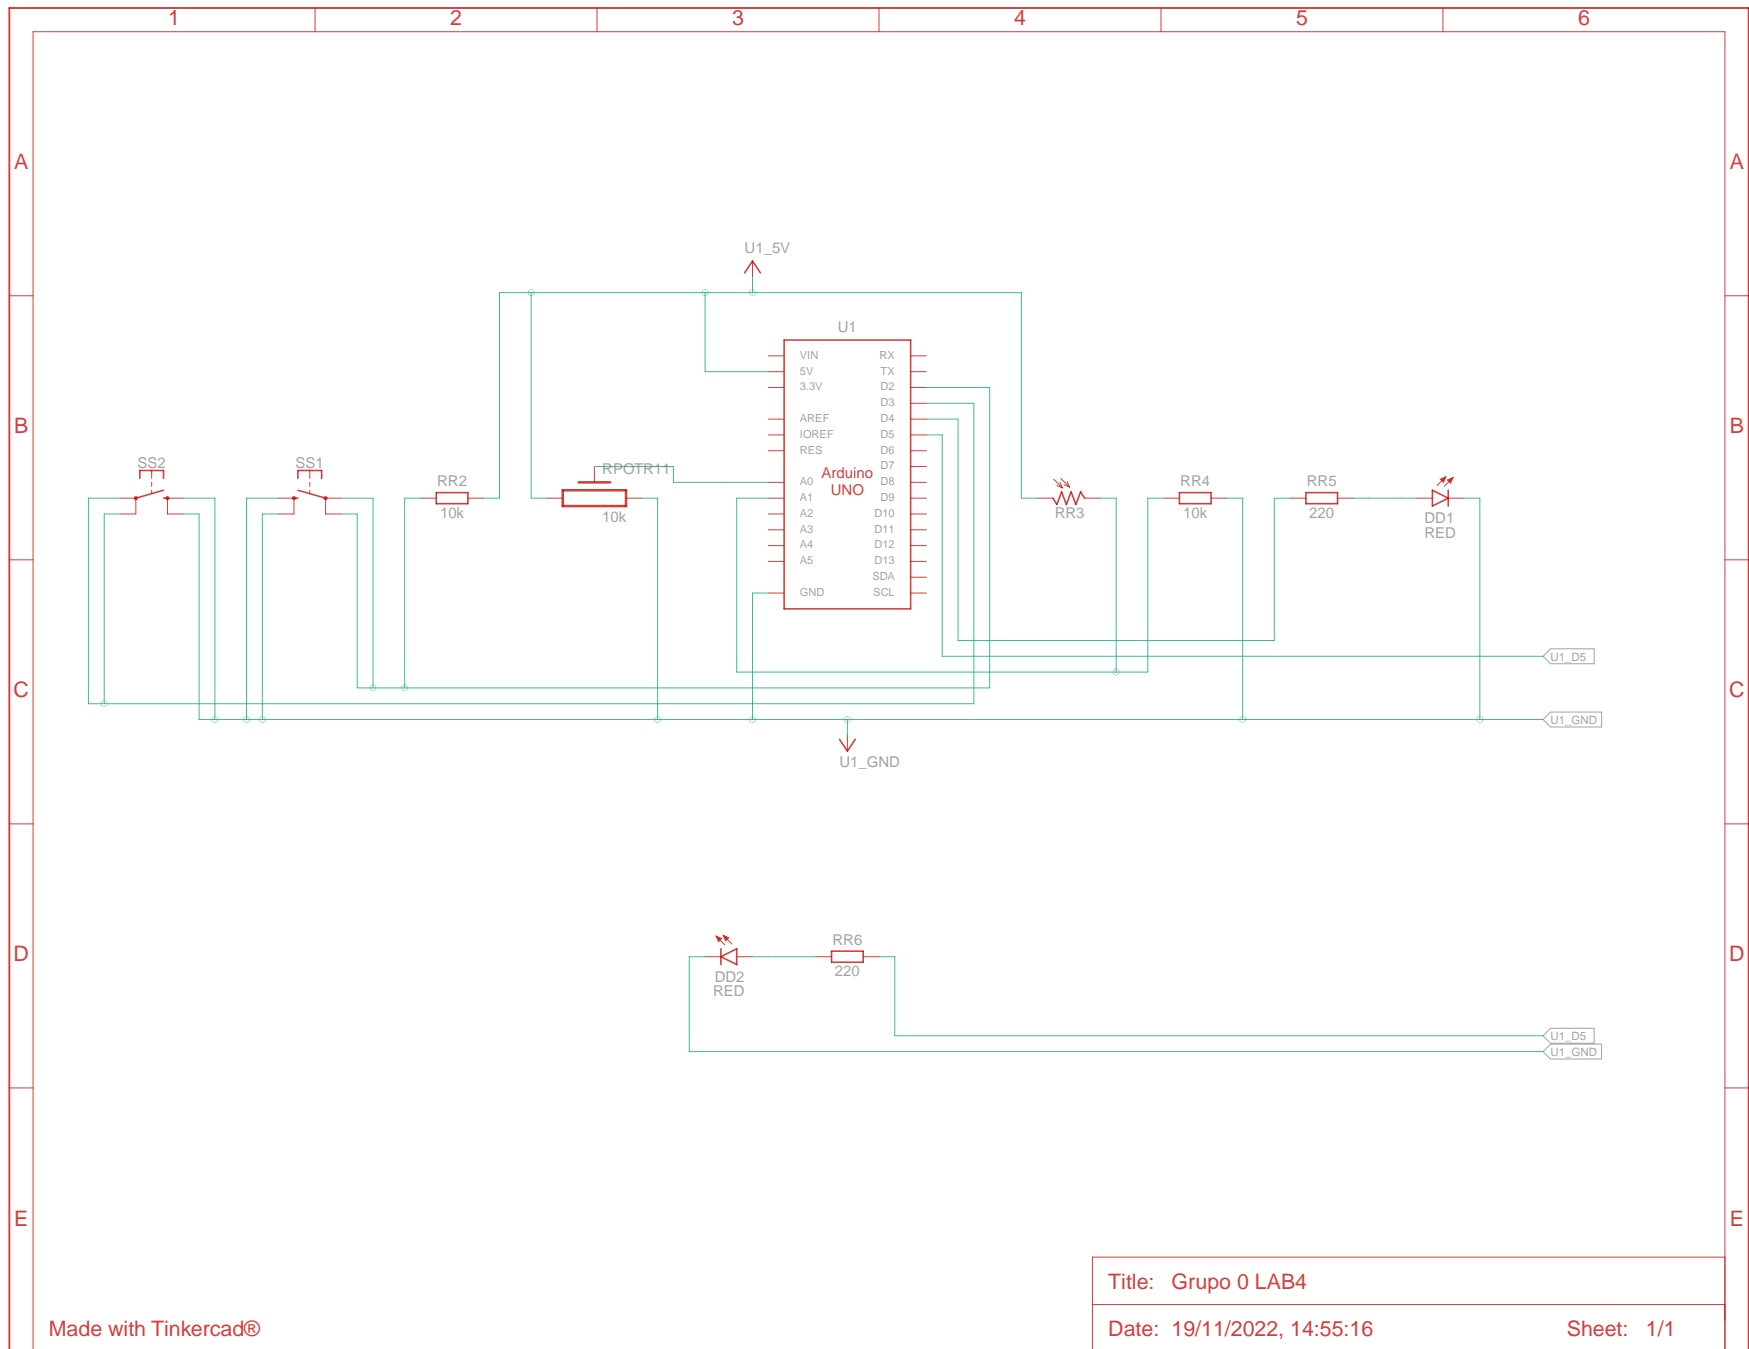 1 2 3 4 5 6
A A
U1_5V
U1
VIN RX
5V TX
3.3V D2
D3
AREF D4
B IOREF D5 B
RES D6
D7
SS2 SS1 RPOTR11
RR2 A0 Arduino D8 RR4 RR5
A1 UNO D9
10k 10k A2 D10 RR3 10k 220 DD1
A3 D11 RED
A4 D12
A5 D13
SDA
GND SCL
U1_D5
C C
U1_GND
U1_GND
RR6
D D
DD2 220
RED
U1_D5
U1_GND
E E
Title: Grupo 0 LAB4
Made with Tinkercad® Date: 19/11/2022, 14:55:16 Sheet: 1/1